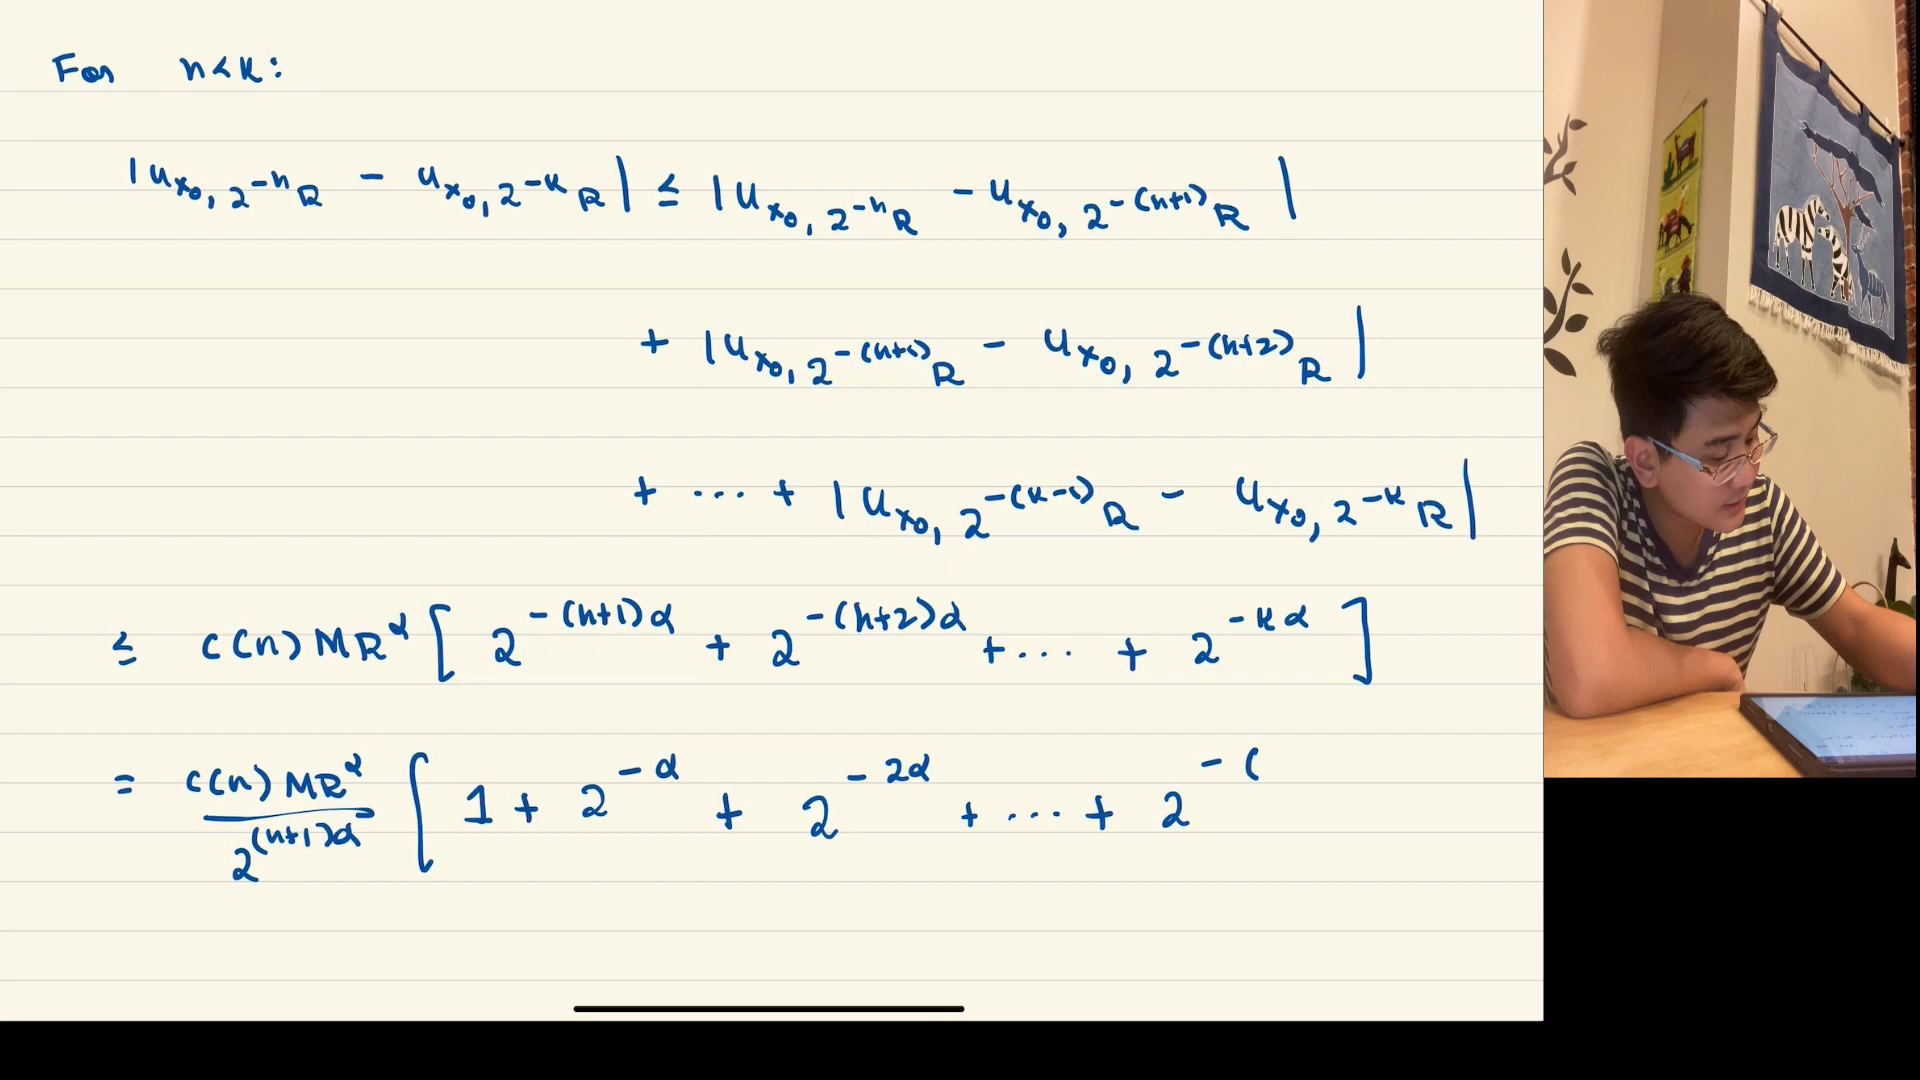 For n<k:
|u_{x_0, 2^{-n}R} - u_{x_0, 2^{-k}R}| ≤ |u_{x_0, 2^{-n}R} - u_{x_0, 2^{-(n+1)}R}|
+ |u_{x_0, 2^{-(n+1)}R} - u_{x_0, 2^{-(n+2)}R}|
+ ... + |u_{x_0, 2^{-(k-1)}R} - u_{x_0, 2^{-k}R}|
≤ c(n) M R^α [ 2^{-(n+1)α} + 2^{-(n+2)α} + ... + 2^{-kα} ]
= \frac{c(n) M R^α}{2^{(n+1)α}} [ 1 + 2^{-α} + 2^{-2α} + ... + 2^{-(